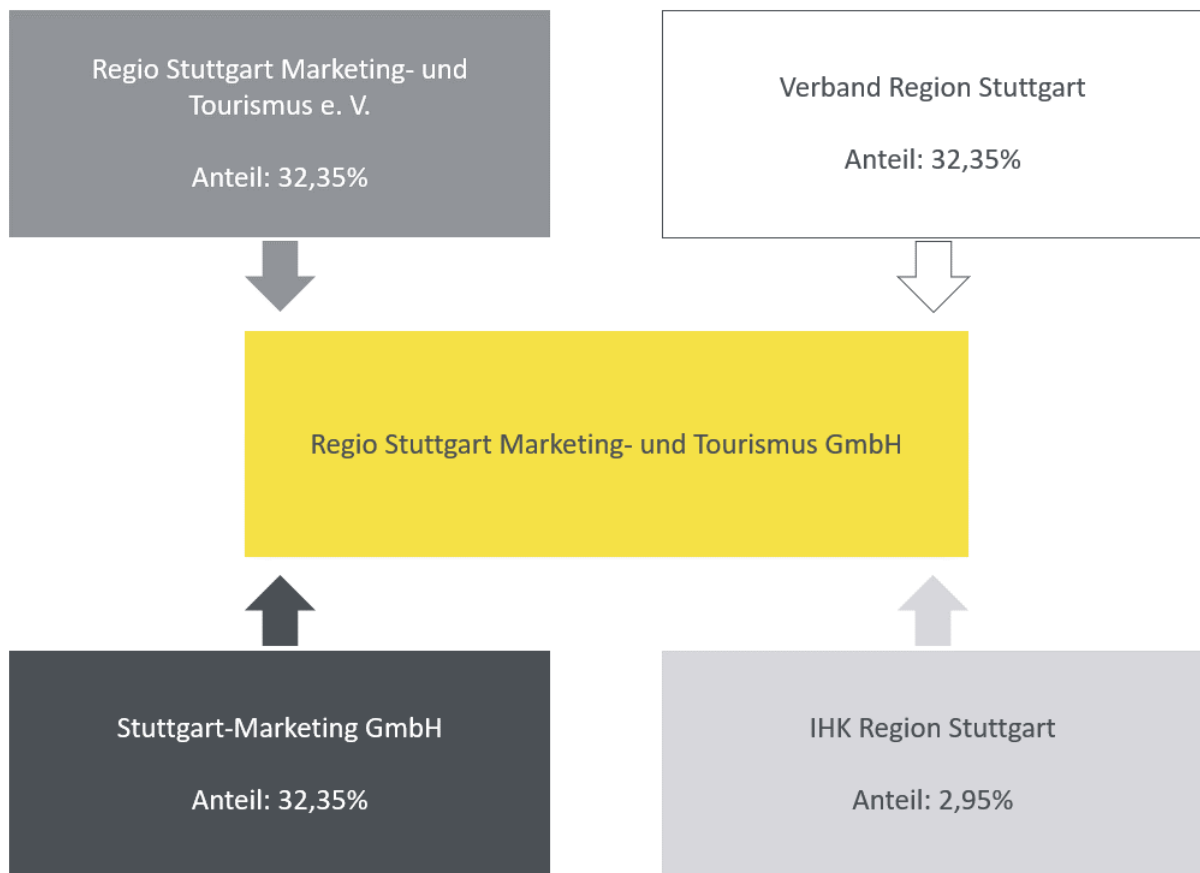 Regio Stuttgart Marketing- und
Tourismus e. V.
Anteil: 32,35%
Verband Region Stuttgart
Anteil: 32,35%
Regio Stuttgart Marketing- und Tourismus GmbH
Stuttgart-Marketing GmbH
Anteil: 32,35%
IHK Region Stuttgart
Anteil: 2,95%